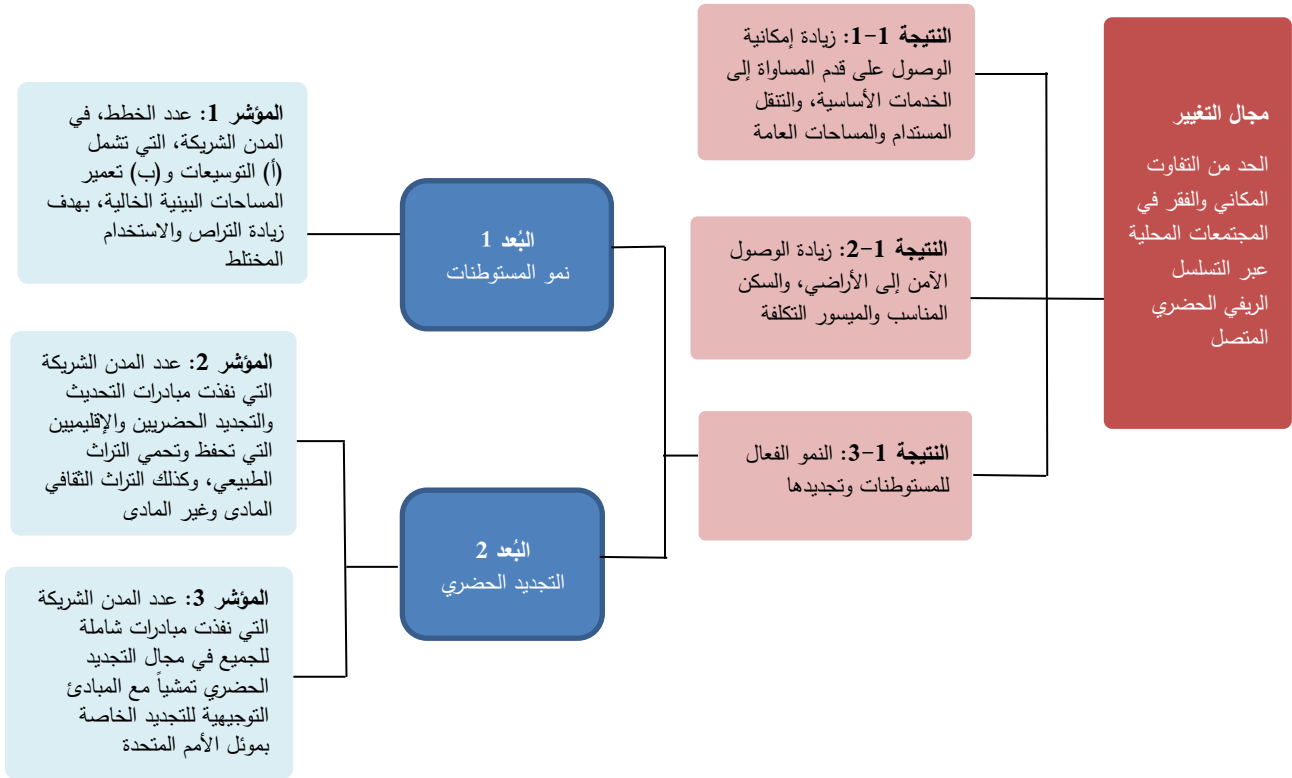 مجال التغيير
الحد من التفاوت
المكاني والفقر في
المجتمعات المحلية
عبر التسلسل
الريفي الحضري
المتصل
النتيجة 1-1: زيادة إمكانية
الوصول على قدم المساواة إلى
الخدمات الأساسية، والتنقل
المستدام والمساحات العامة
النتيجة 1-2: زيادة الوصول
الآمن إلى الأراضي، والسكن
المناسب والميسور التكلفة
النتيجة 1-3: النمو الفعال
للمستوطنات وتجديدها
البُعد 1
نمو المستوطنات
البُعد 2
التجديد الحضري
المؤشر 1: عدد الخطط، في
المدن الشريكة، التي تشمل
(أ) التوسيعات و(ب) تعمير
المساحات البينية الخالية، بهدف
زيادة التراص والاستخدام
المختلط
المؤشر 2: عدد المدن الشريكة
التي نفذت مبادرات التحديث
والتجديد الحضريين والإقليميين
التي تحفظ وتحمي التراث
الطبيعي، وكذلك التراث الثقافي
المادى وغير المادى
المؤشر 3: عدد المدن الشريكة
التي نفذت مبادرات شاملة
للجميع في مجال التجديد
الحضري تمشياً مع المبادئ
التوجيهية للتجديد الخاصة
بموئل الأمم المتحدة